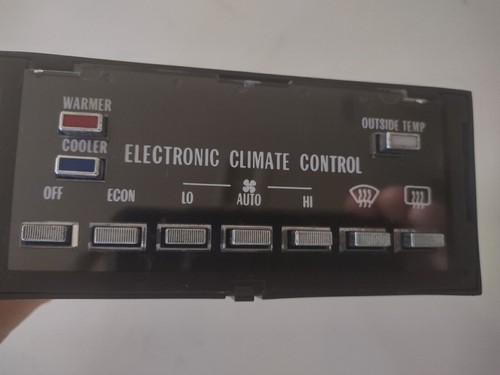 WARMER
OUTSIDE TEMP
COOLER
ELECTRONIC CLIMATE CONTROL
OFF ECON LO AUTO HI